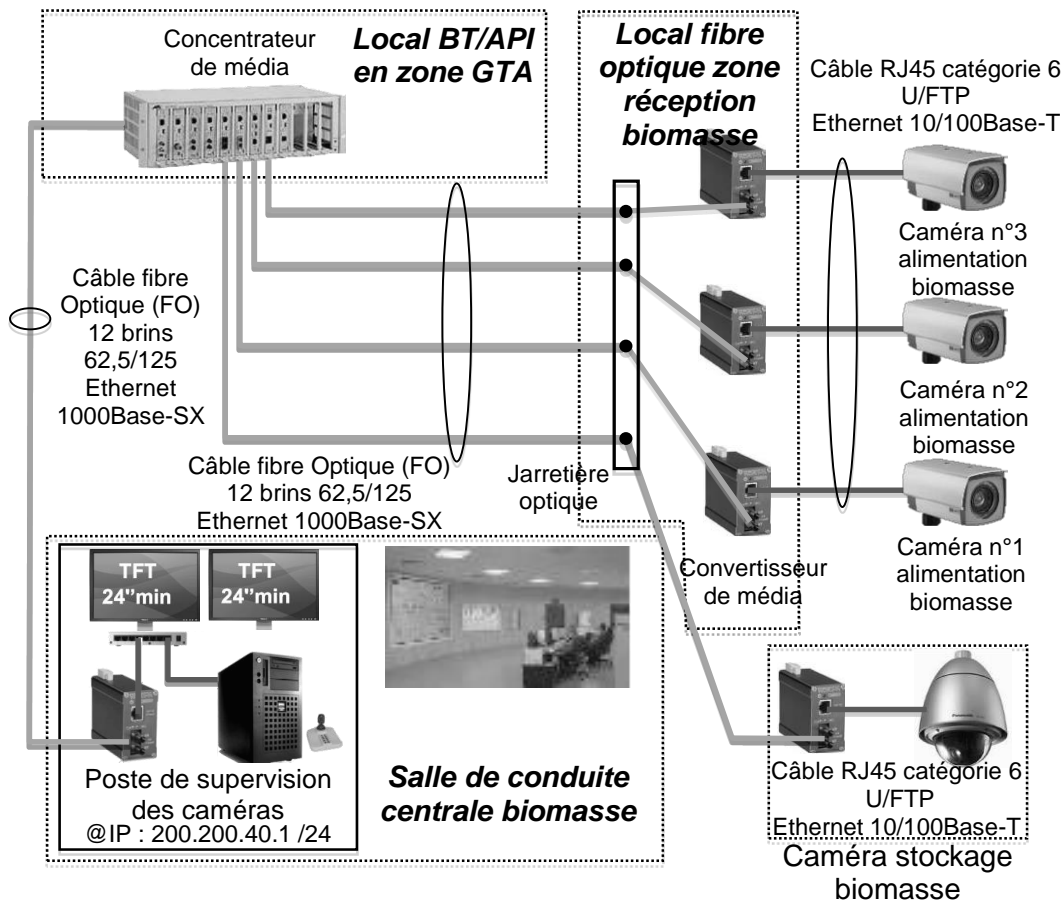 Concentrateur
de média
Local BT/API
en zone GTA
Local fibre
optique zone
réception
biomasse
Câble RJ45 catégorie 6
U/FTP
Ethernet 10/100Base-T
Caméra n°3
alimentation
biomasse
Câble fibre
Optique (FO)
12 brins
62,5/125
Ethernet
1000Base-SX
Caméra n°2
alimentation
biomasse
Câble fibre Optique (FO)
12 brins 62,5/125
Ethernet 1000Base-SX
Jarretière
optique
Caméra n°1
alimentation
biomasse
Convertisseur
de média
TFT
24''min
TFT
24''min
Poste de supervision
des caméras
@IP : 200.200.40.1 /24
Salle de conduite
centrale biomasse
Câble RJ45 catégorie 6
U/FTP
Ethernet 10/100Base-T
Caméra stockage
biomasse